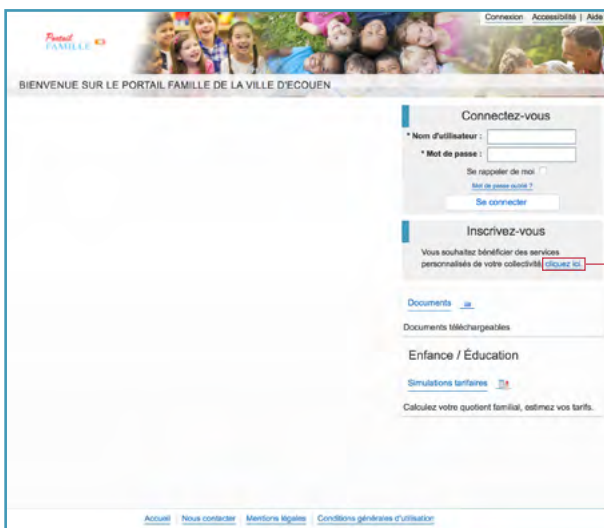 Connexion Accessibilité | Aide
Portail
FAMILLE
BIENVENUE SUR LE PORTAIL FAMILLE DE LA VILLE D'ECOUEN
Connectez-vous
* Nom d'utilisateur :
* Mot de passe :
Se rappeler de moi
Mot de passe oublié ?
Se connecter
Inscrivez-vous
Vous souhaitez bénéficier des services
personnalisés de votre collectivité, cliquez ici.
Documents
Documents téléchargeables
Enfance / Éducation
Simulations tarifaires
Calculez votre quotient familial, estimez vos tarifs.
Accueil Nous contacter Mentions légales Conditions générales d'utilisation